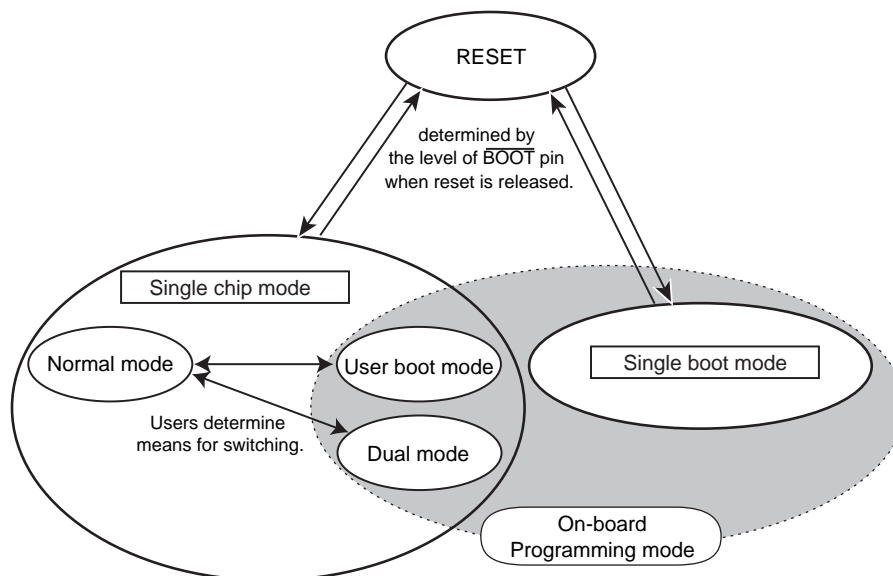 RESET
determined by
the level of BOOT pin
when reset is released.
Single chip mode
Normal mode
User boot mode
Single boot mode
Users determine
means for switching.
Dual mode
On-board
Programming mode